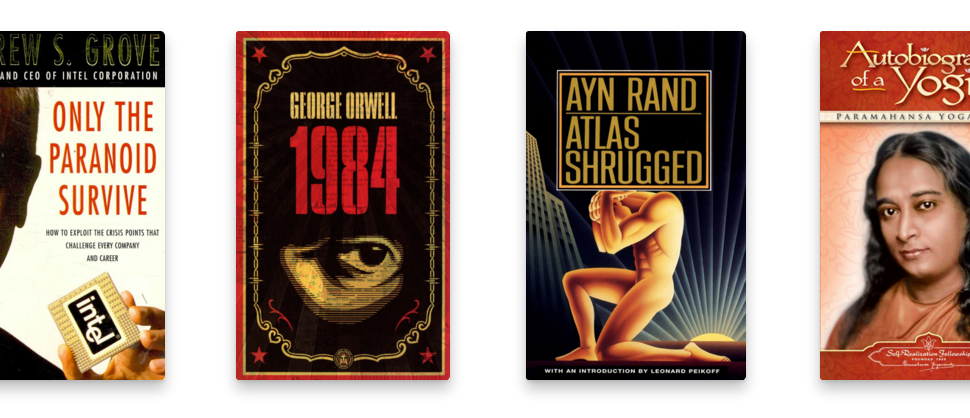 REW S. GROVE
AND CEO OF INTEL CORPORATION
ONLY THE
PARANOID
SURVIVE
HOW TO EXPLOIT THE CRISIS POINTS THAT
CHALLENGE EVERY COMPANY
AND CAREER
intel
GEORGE ORWELL
1984
AYN RAND
ATLAS
SHRUGGED
WITH AN INTRODUCTION BY LEONARD PEIKOFF
Autobiogra
of a Yogi
PARAMAHANSA YOGA
Self-Realization Fellowship
FOUNDED 1920